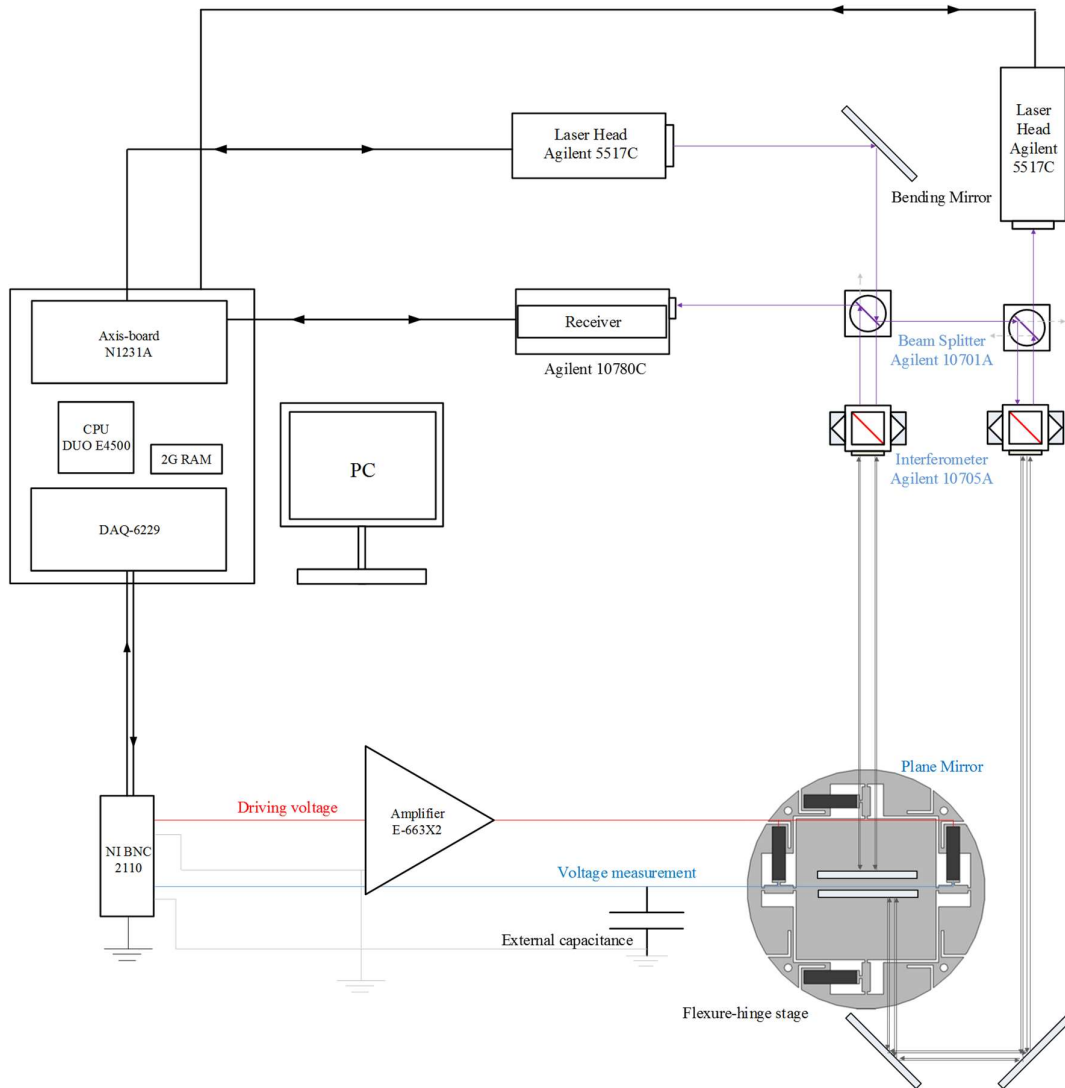 Laser
Head
Agilent
5517C
Laser Head
Agilent 5517C
Bending Mirror
Axis-board
N1231A
Receiver
Agilent 10780C
Beam Splitter
Agilent 10701A
CPU
DUO E4500
2G RAM
PC
Interferometer
Agilent 10705A
DAQ-6229
Plane Mirror
Driving voltage
Amplifier
E-663X2
NI BNC
2110
Voltage measurement
External capacitance
Flexure-hinge stage